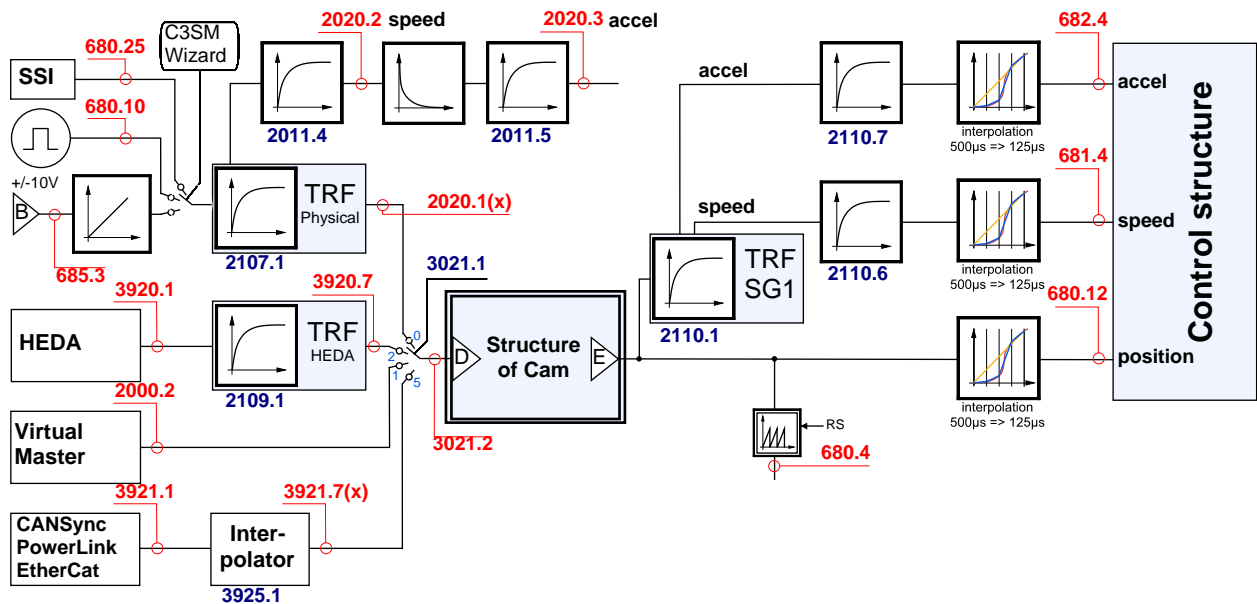 C3SM
Wizard
680.25
SSI
680.10
+/-10V
B
685.3
2020.2 speed
2020.3 accel
2011.4
2011.5
TRF
Physical
2107.1
2020.1(x)
3920.1
HEDA
TRF
HEDA
2109.1
3920.7
3021.1
0
2
1
5
2000.2
Virtual
Master
3921.1
CANSync
PowerLink
EtherCat
Inter-
polator
3925.1
3921.7(x)
D
Structure
of Cam
E
3021.2
accel
speed
TRF
SG1
2110.1
2110.7
2110.6
interpolation
500µs => 125µs
interpolation
500µs => 125µs
interpolation
500µs => 125µs
RS
680.4
682.4
accel
681.4
speed
680.12
position
Control structure